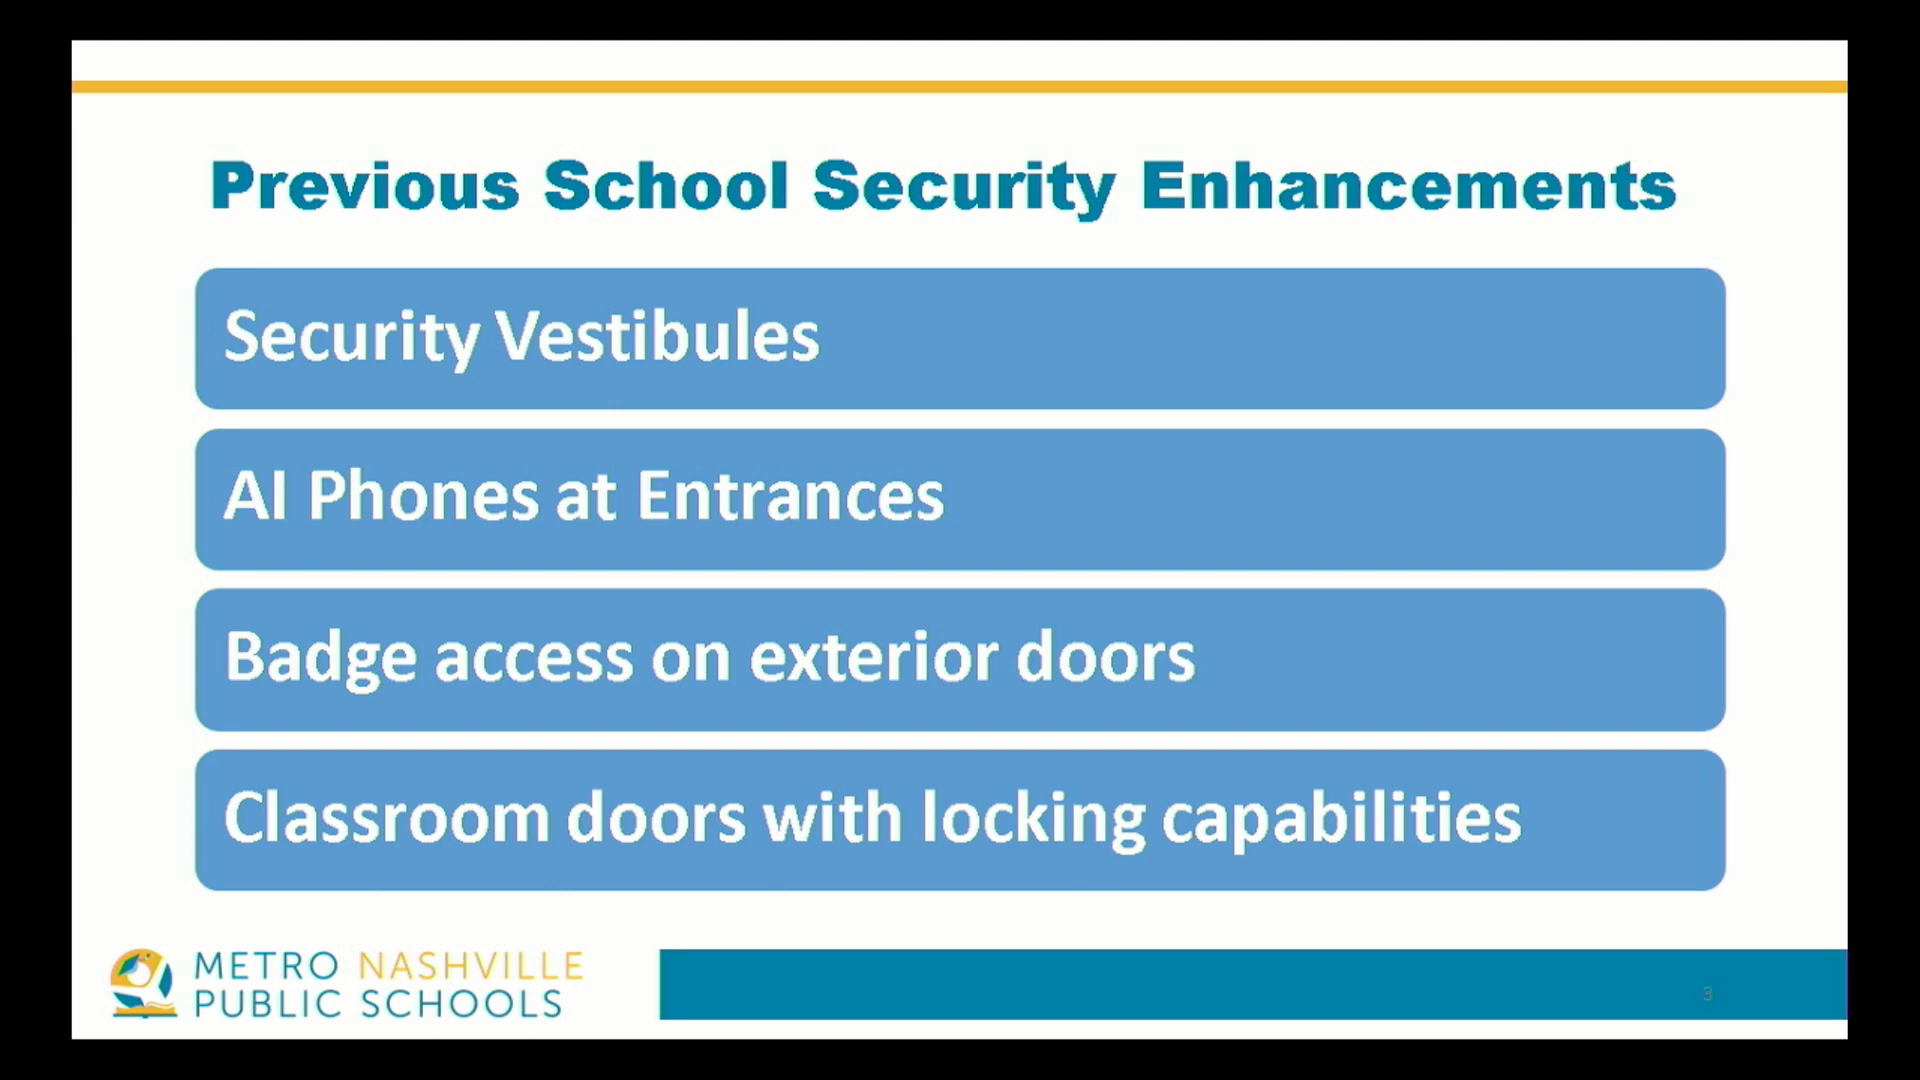 Previous School Security Enhancements
Security Vestibules
AI Phones at Entrances
Badge access on exterior doors
Classroom doors with locking capabilities
METRO NASHVILLE
PUBLIC SCHOOLS
3